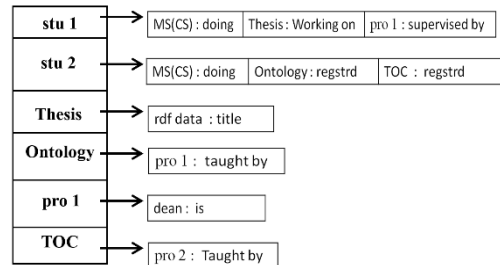 stu 1 MS(CS) : doing Thesis : Working on pro 1 : supervised by
stu 2 MS(CS) : doing Ontology : regstrd TOC : regstrd
Thesis rdf data : title
Ontology pro 1 : taught by
pro 1 dean : is
TOC pro 2 : Taught by